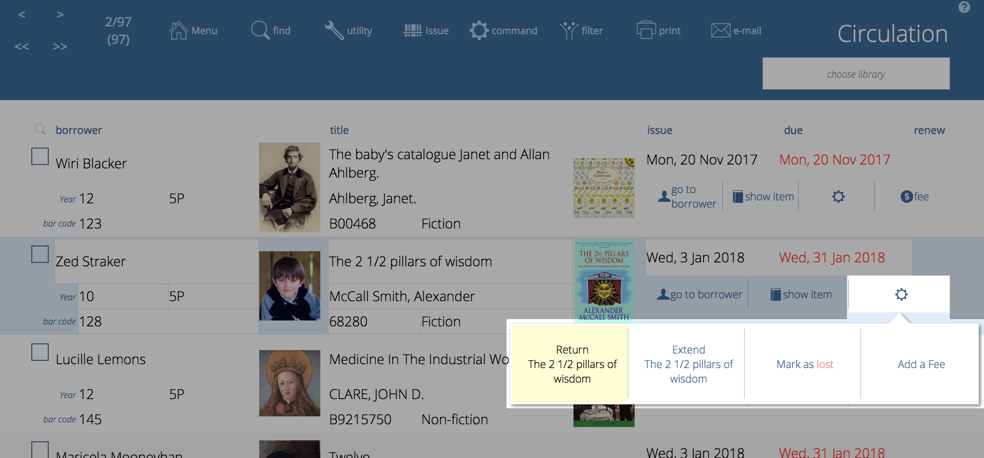 < >
2/97
(97)
<< >>
Menu
find
utility
Issue
command
filter
print
e-mail
?
Circulation
choose library
borrower title issue due renew
Wiri Blacker
Year 12 5P
bar code 123
The baby's catalogue Janet and Allan
Ahlberg.
Ahlberg, Janet.
B00468 Fiction
Mon, 20 Nov 2017 Mon, 20 Nov 2017
go to
borrower
show item
$ fee
Zed Straker
Year 10 5P
bar code 128
The 2 1/2 pillars of wisdom
McCall Smith, Alexander
68280 Fiction
THE 2½ PILLARS
OF WISDOM
ALEXANDER
McCALL SMITH
Wed, 3 Jan 2018 Wed, 31 Jan 2018
go to borrower
show item
Return
The 2 1/2 pillars of
wisdom
Extend
The 2 1/2 pillars of
wisdom
Mark as lost
Add a Fee
Lucille Lemons
Year 12 5P
bar code 145
Medicine In The Industrial Wo
CLARE, JOHN D.
B9215750 Non-fiction
Maricela Mooneyhan
Twelve
Wed, 3 Jan 2018 Wed, 31 Jan 2018